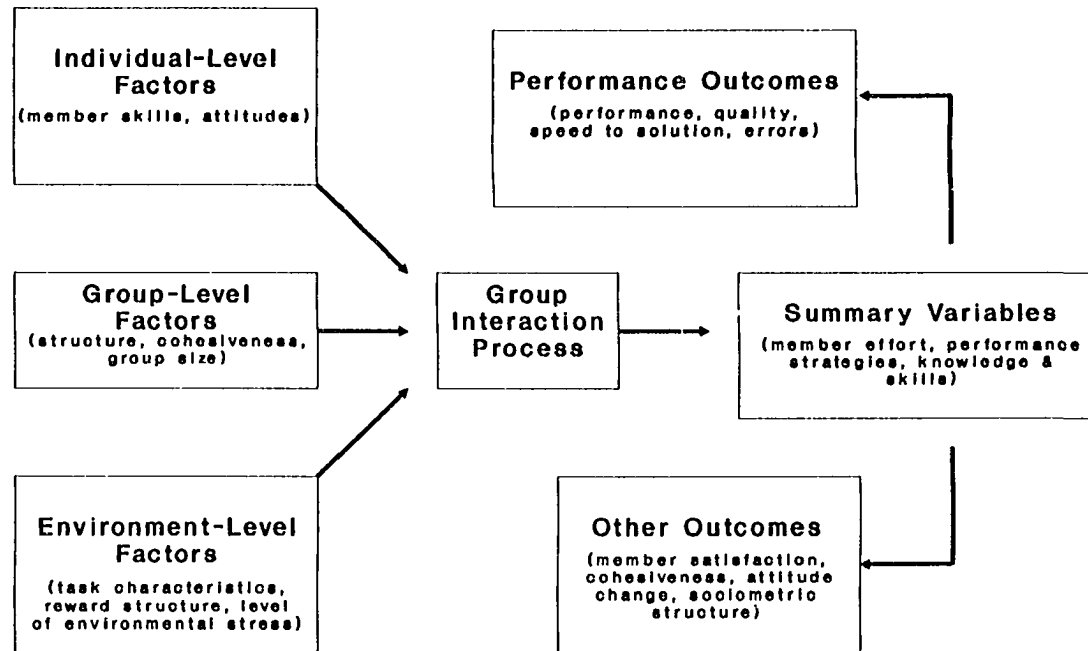 Individual-Level
Factors
(member skills, attitudes)
Performance Outcomes
(performance, quality,
speed to solution, errors)
Group-Level
Factors
(structure, cohesiveness,
group size)
Group
Interaction
Process
Summary Variables
(member effort, performance
strategies, knowledge &
skills)
Environment-Level
Factors
(task characteristics,
reward structure, level
of environmental stress)
Other Outcomes
(member satisfaction,
cohesiveness, attitude
change, sociometric
structure)